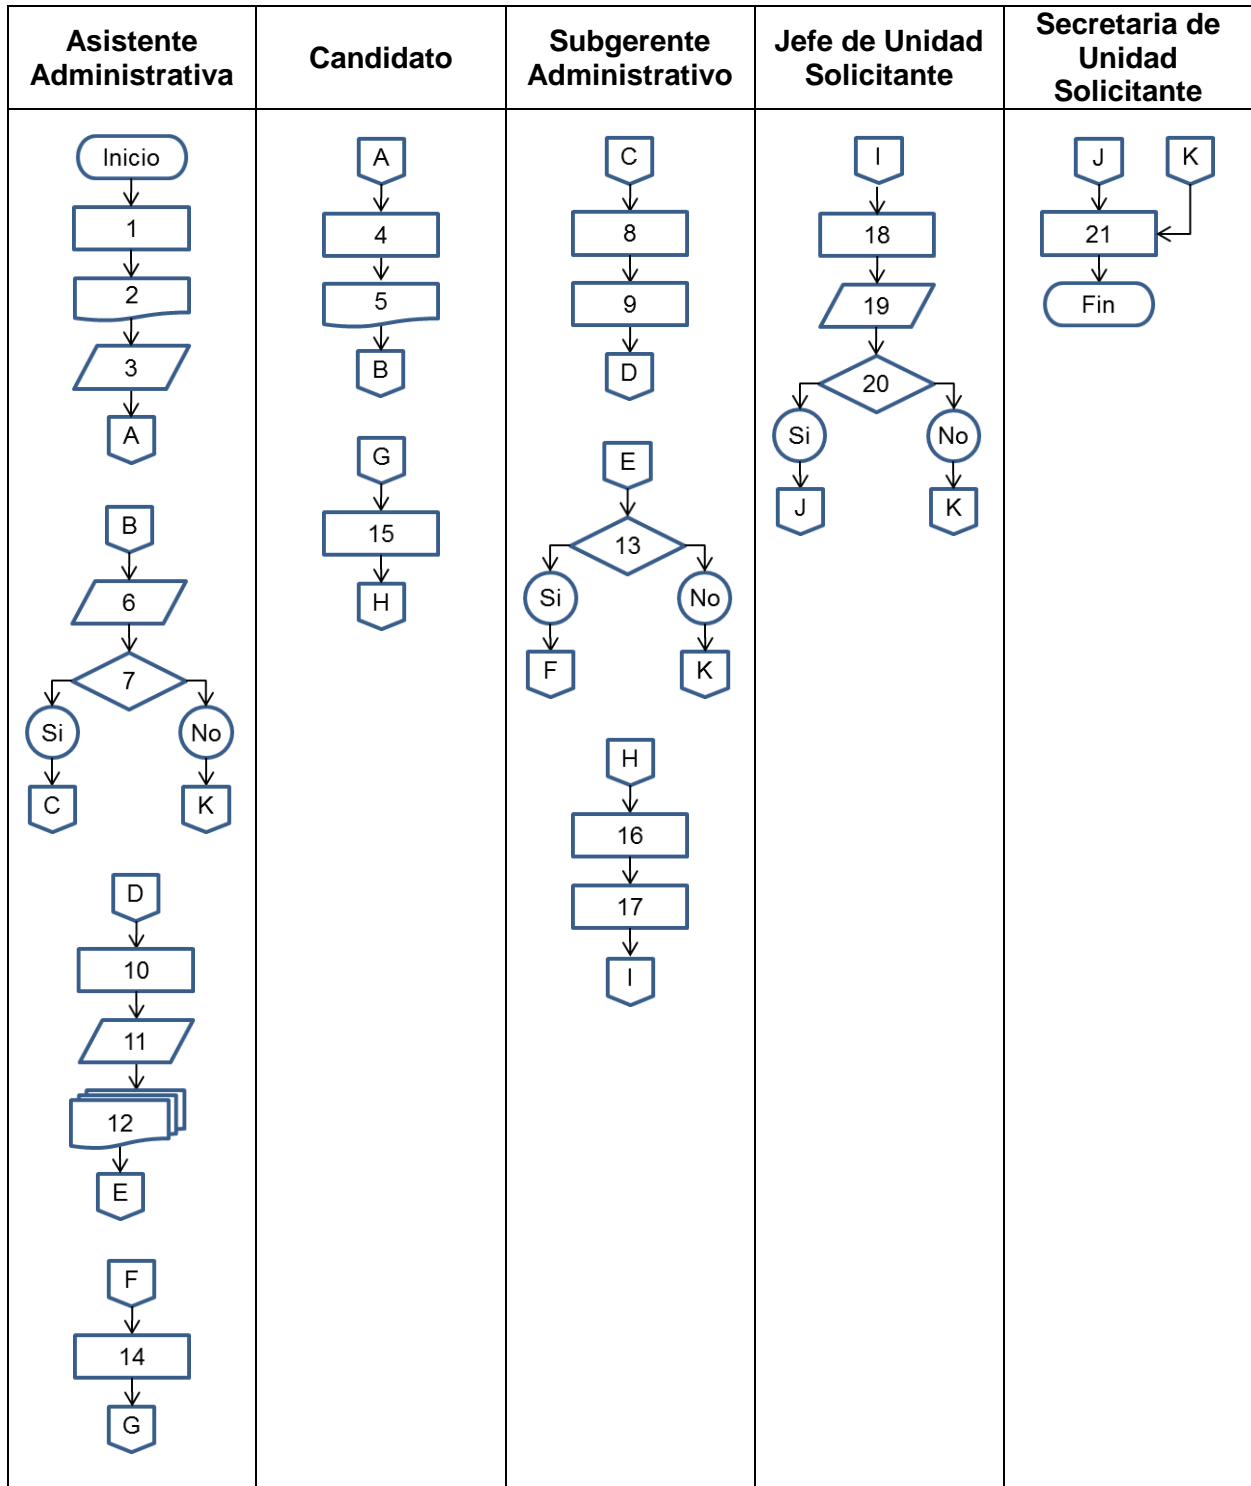 Asistente
Administrativa
Candidato
Subgerente
Administrativo
Jefe de Unidad
Solicitante
Secretaria de
Unidad
Solicitante
Inicio
1
2
3
A
B
6
7
Si
No
C
K
D
10
11
12
E
F
14
G
A
4
5
B
G
15
H
C
8
9
D
E
13
Si
No
F
K
H
16
17
I
I
18
19
20
Si
No
J
K
J
K
21
Fin